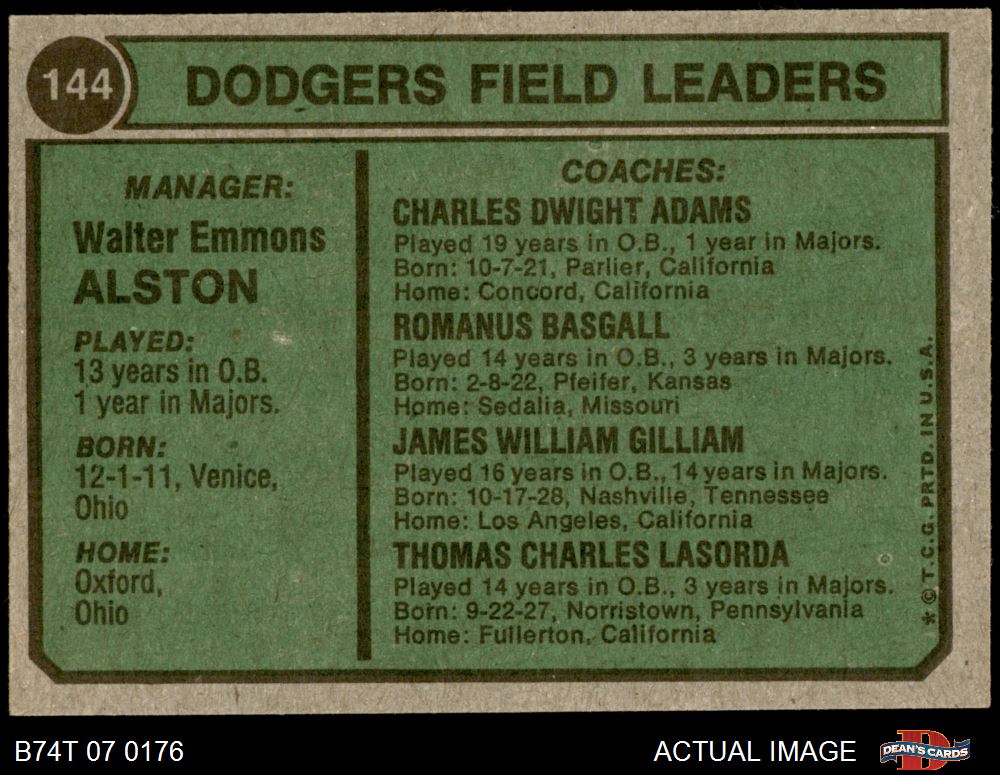 144
DODGERS FIELD LEADERS
MANAGER:
Walter Emmons
ALSTON
PLAYED:
13 years in O.B.
1 year in Majors.
BORN:
12-1-11, Venice,
Ohio
HOME:
Oxford,
Ohio
COACHES:
CHARLES DWIGHT ADAMS
Played 19 years in O.B., 1 year in Majors.
Born: 10-7-21, Parlier, California
Home: Concord, California
ROMANUS BASGALL
Played 14 years in O.B., 3 years in Majors.
Born: 2-8-22, Pfeifer, Kansas
Home: Sedalia, Missouri
JAMES WILLIAM GILLIAM
Played 16 years in O.B., 14 years in Majors.
Born: 10-17-28, Nashville, Tennessee
Home: Los Angeles, California
THOMAS CHARLES LASORDA
Played 14 years in O.B., 3 years in Majors.
Born: 9-22-27, Norristown, Pennsylvania
Home: Fullerton, California
* © T.C.G. PRTD. IN U.S.A.
B74T 07 0176
ACTUAL IMAGE
DEAN'S CARDS